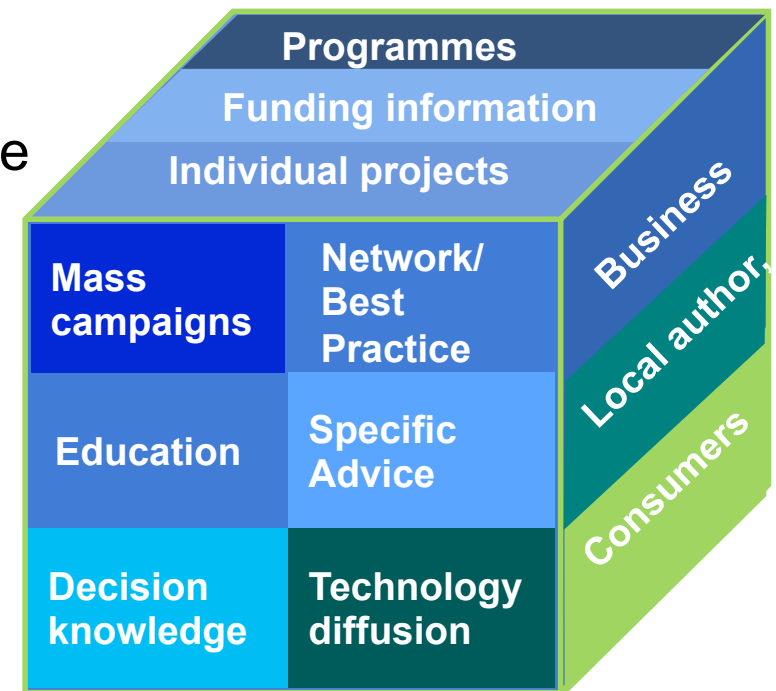 Programmes
Funding information
e
Individual projects
Mass
campaigns
Network/
Best
Practice
Education
Specific
Advice
Decision
knowledge
Technology
diffusion
Business
Local author,
Consumers